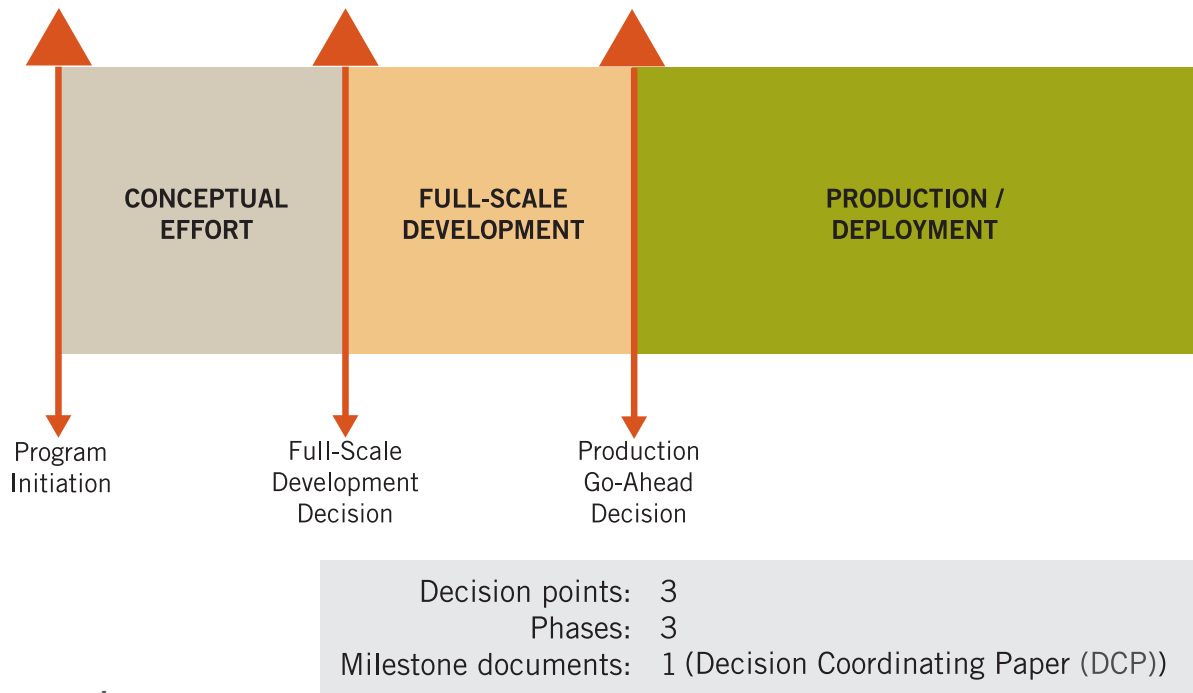 CONCEPTUAL
EFFORT
FULL-SCALE
DEVELOPMENT
PRODUCTION /
DEPLOYMENT
Program
Initiation
Full-Scale
Development
Decision
Production
Go-Ahead
Decision
Decision points: 3
Phases: 3
Milestone documents: 1 (Decision Coordinating Paper (DCP))